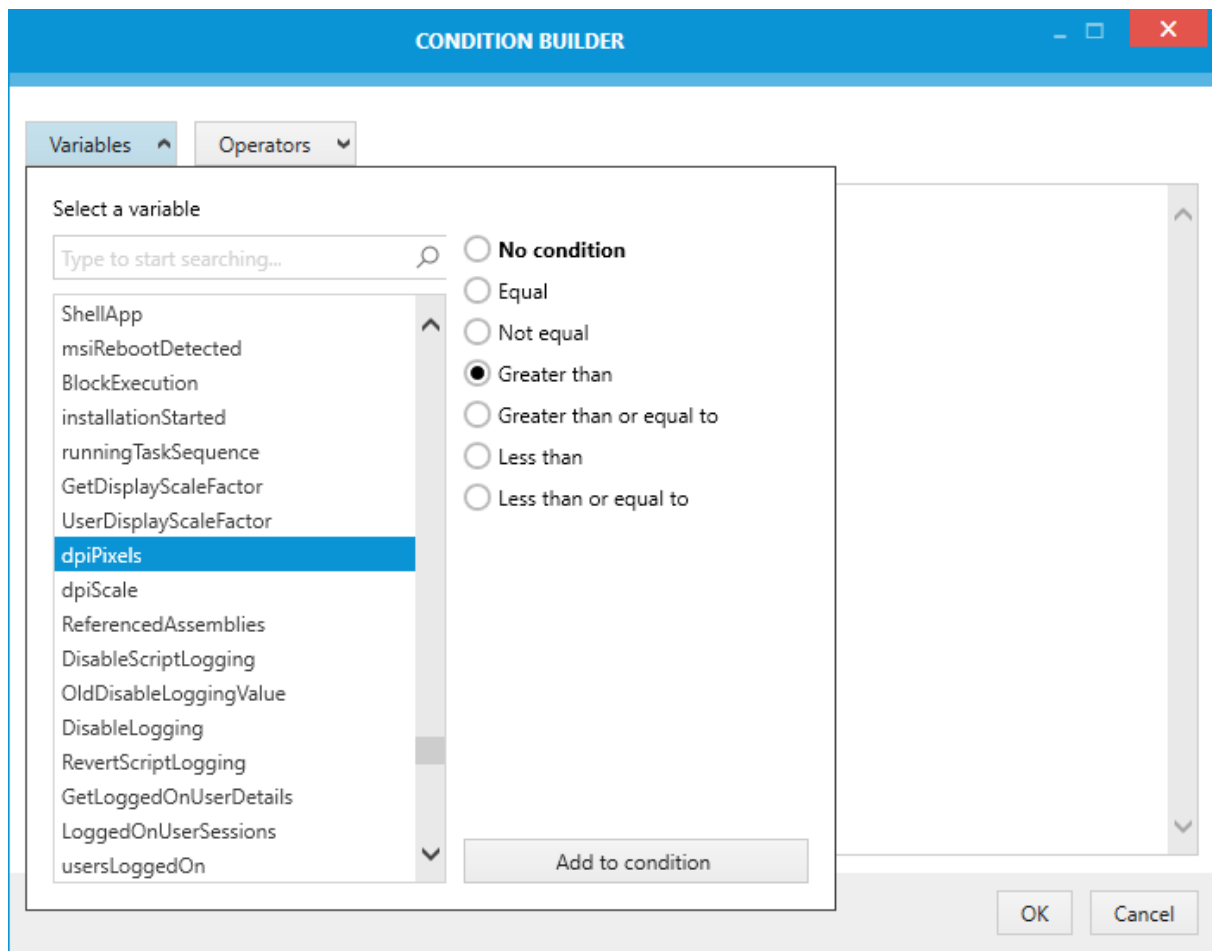 CONDITION BUILDER
Variables
Operators
Select a variable
Type to start searching...
ShellApp
msiRebootDetected
BlockExecution
installationStarted
runningTaskSequence
GetDisplayScaleFactor
UserDisplayScaleFactor
dpiPixels
dpiScale
ReferencedAssemblies
DisableScriptLogging
OldDisableLoggingValue
DisableLogging
RevertScriptLogging
GetLoggedOnUserDetails
LoggedOnUserSessions
usersLoggedOn
No condition
Equal
Not equal
Greater than
Greater than or equal to
Less than
Less than or equal to
Add to condition
OK
Cancel